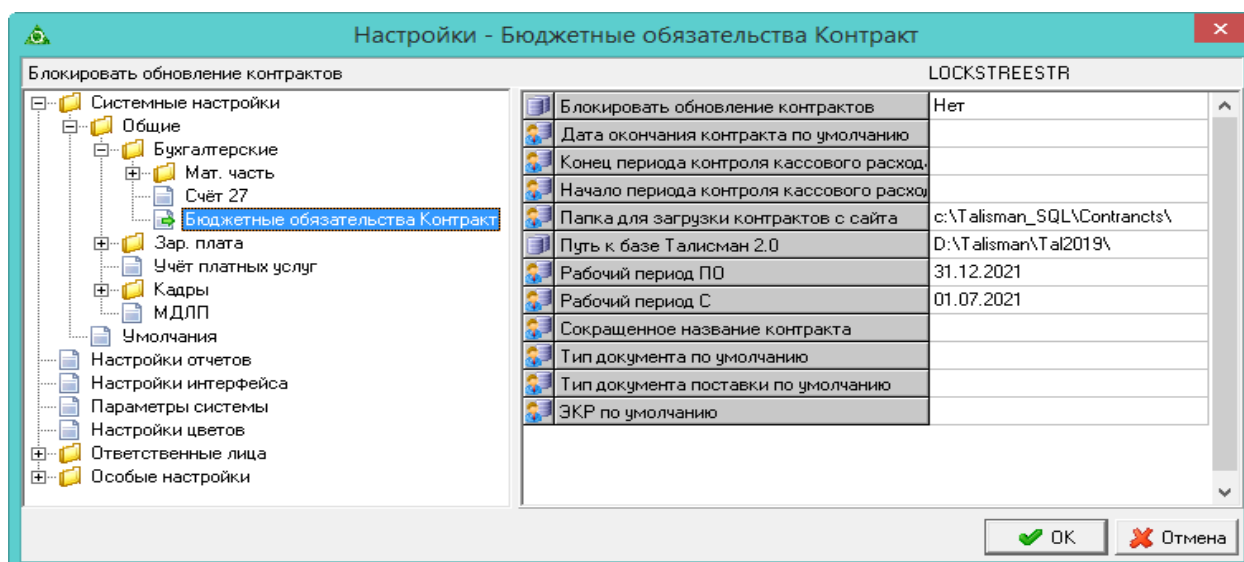 Настройки - Бюджетные обязательства Контракт
Блокировать обновление контрактов LOCKSTREESTR
Системные настройки
Общие
Бухгалтерские
Мат. часть
Счёт 27
Бюджетные обязательства Контракт
Зар. плата
Учёт платных услуг
Кадры
МДЛП
Умолчания
Настройки отчетов
Настройки интерфейса
Параметры системы
Настройки цветов
Ответственные лица
Особые настройки
Блокировать обновление контрактов Нет
Дата окончания контракта по умолчанию
Конец периода контроля кассового расход
Начало периода контроля кассового расхо
Папка для загрузки контрактов с сайта c:\Talisman_SQL\Contrancts\
Путь к базе Талисман 2.0 D:\Talisman\Tal2019\
Рабочий период ПО 31.12.2021
Рабочий период С 01.07.2021
Сокращенное название контракта
Тип документа по умолчанию
Тип документа поставки по умолчанию
ЭКР по умолчанию
OK Отмена